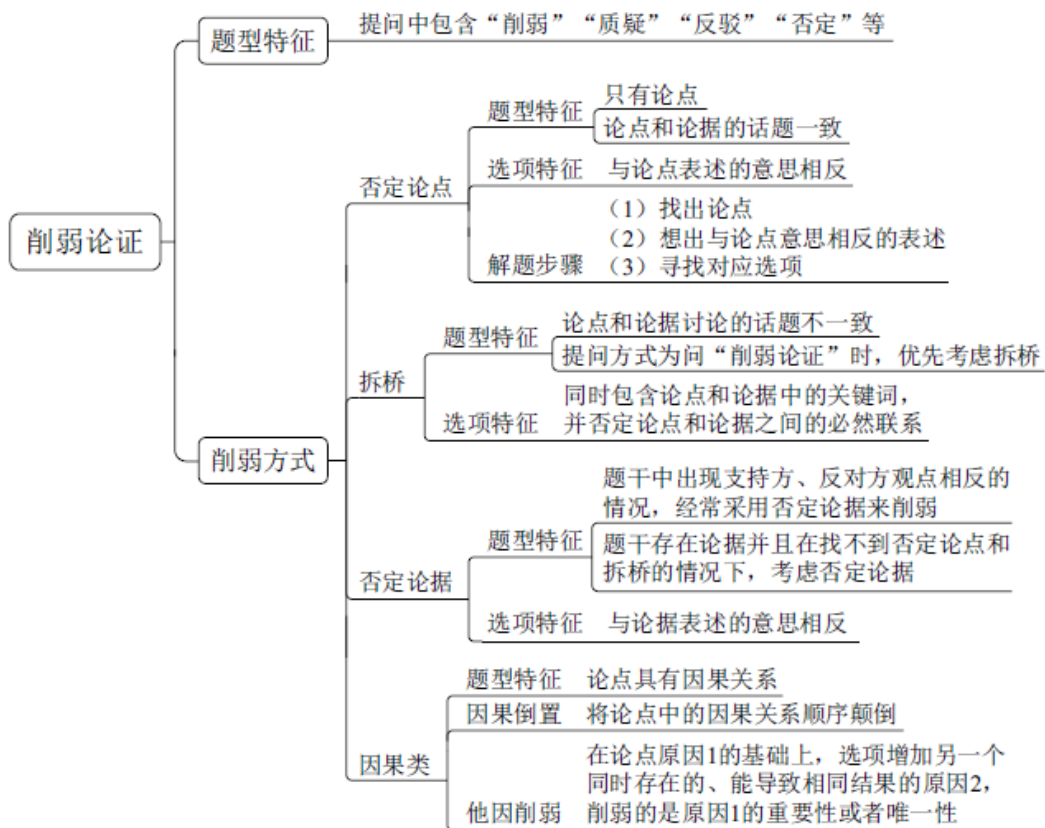 题型特征
提问中包含“削弱”“质疑”“反驳”“否定”等
削弱论证
削弱方式
否定论点
题型特征
只有论点
论点和论据的话题一致
选项特征 与论点表述的意思相反
解题步骤
（1）找出论点
（2）想出与论点意思相反的表述
（3）寻找对应选项
拆桥
题型特征
论点和论据讨论的话题不一致
提问方式为问“削弱论证”时，优先考虑拆桥
选项特征
同时包含论点和论据中的关键词，
并否定论点和论据之间的必然联系
否定论据
题型特征
题干中出现支持方、反对方观点相反的
情况，经常采用否定论据来削弱
题干存在论据并且在找不到否定论点和
拆桥的情况下，考虑否定论据
选项特征 与论据表述的意思相反
因果类
题型特征 论点具有因果关系
因果倒置 将论点中的因果关系顺序颠倒
他因削弱
在论点原因1的基础上，选项增加另一个
同时存在的、能导致相同结果的原因2，
削弱的是原因1的重要性或者唯一性